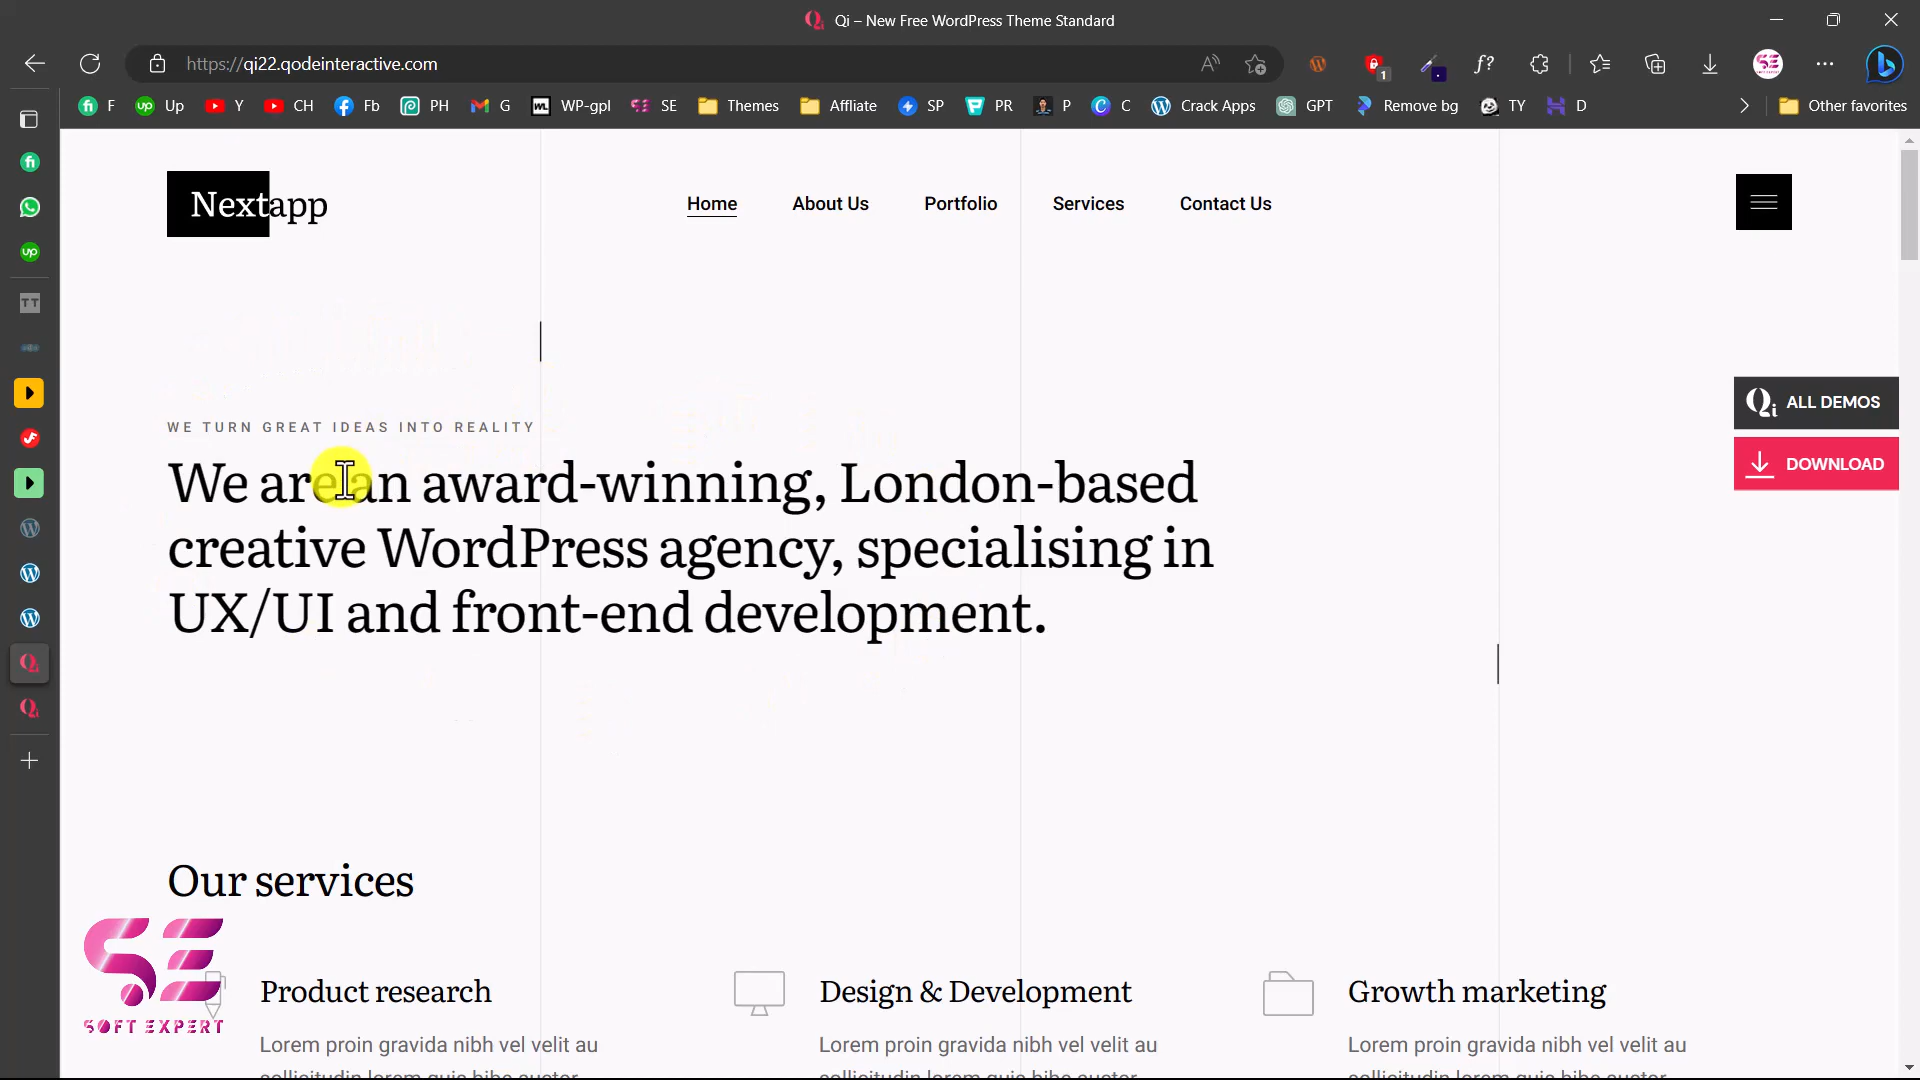 Qi – New Free WordPress Theme Standard
https://qi22.qodeinteractive.com
1
F Up Y CH Fb PH G WP-gpl SE Themes Affliate SP PR P C Crack Apps GPT Remove bg TY D Other favorites
Nextapp
Home About Us Portfolio Services Contact Us
Qi ALL DEMOS
DOWNLOAD
WE TURN GREAT IDEAS INTO REALITY
We are an award-winning, London-based
creative WordPress agency, specialising in
UX/UI and front-end development.
Our services
SE
SOFT EXPERT
Product research
Lorem proin gravida nibh vel velit au
Design & Development
Lorem proin gravida nibh vel velit au
Growth marketing
Lorem proin gravida nibh vel velit au